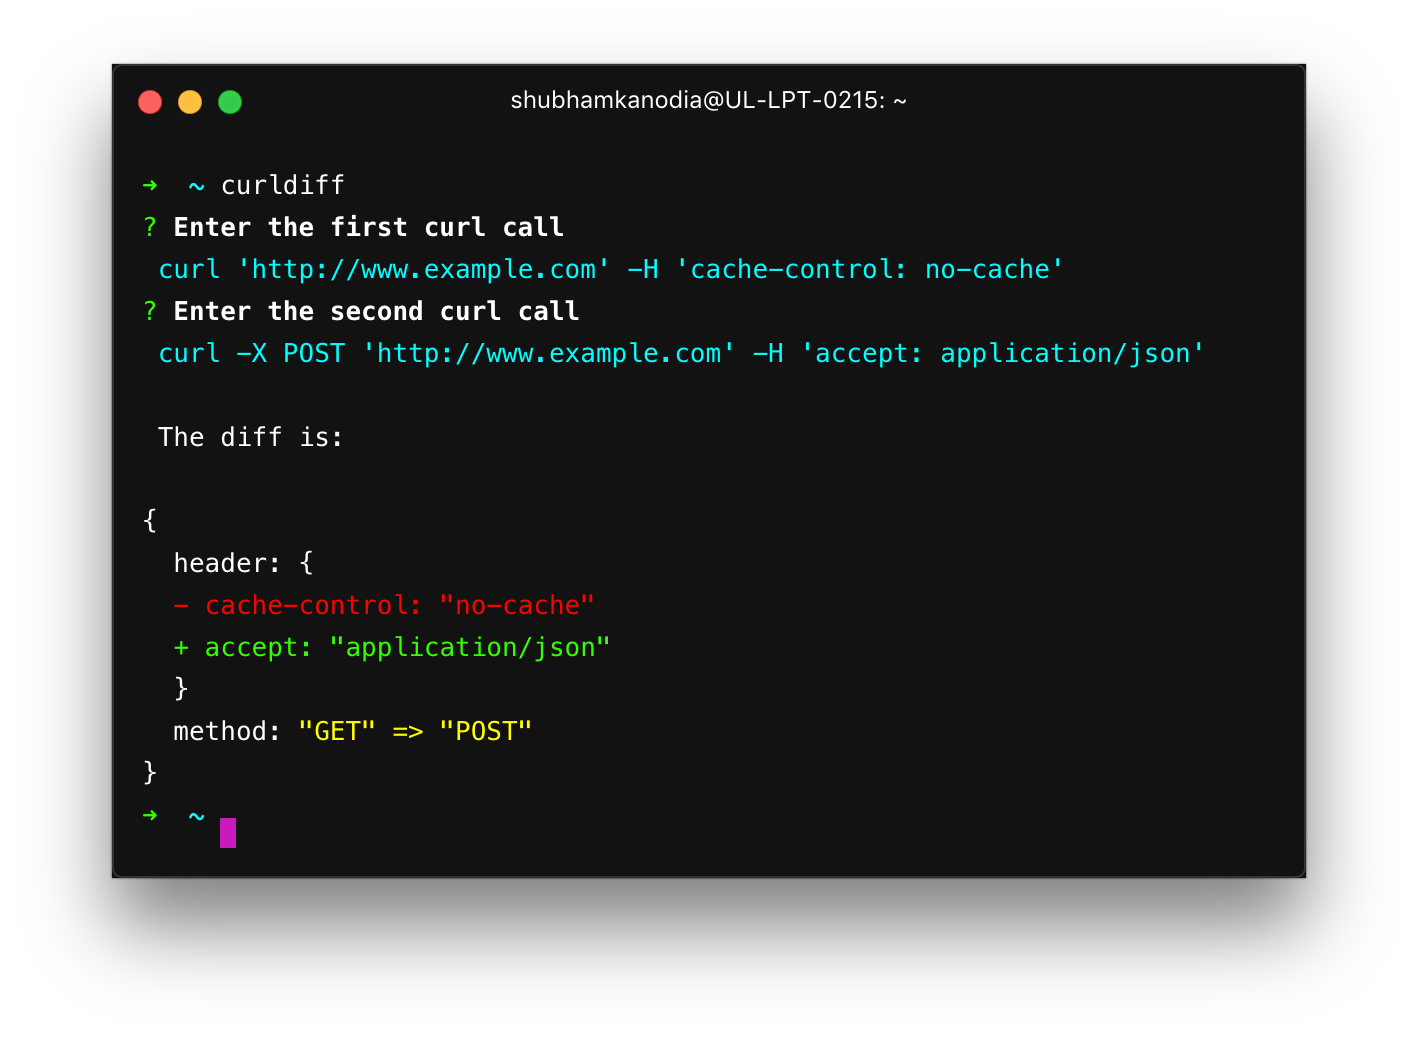 shubhamkanodia@UL-LPT-0215: ~
➜  ~ curldiff
? Enter the first curl call
 curl 'http://www.example.com' -H 'cache-control: no-cache'
? Enter the second curl call
 curl -X POST 'http://www.example.com' -H 'accept: application/json'
 The diff is:
{
  header: {
  - cache-control: "no-cache"
  + accept: "application/json"
  }
  method: "GET" => "POST"
}
➜  ~